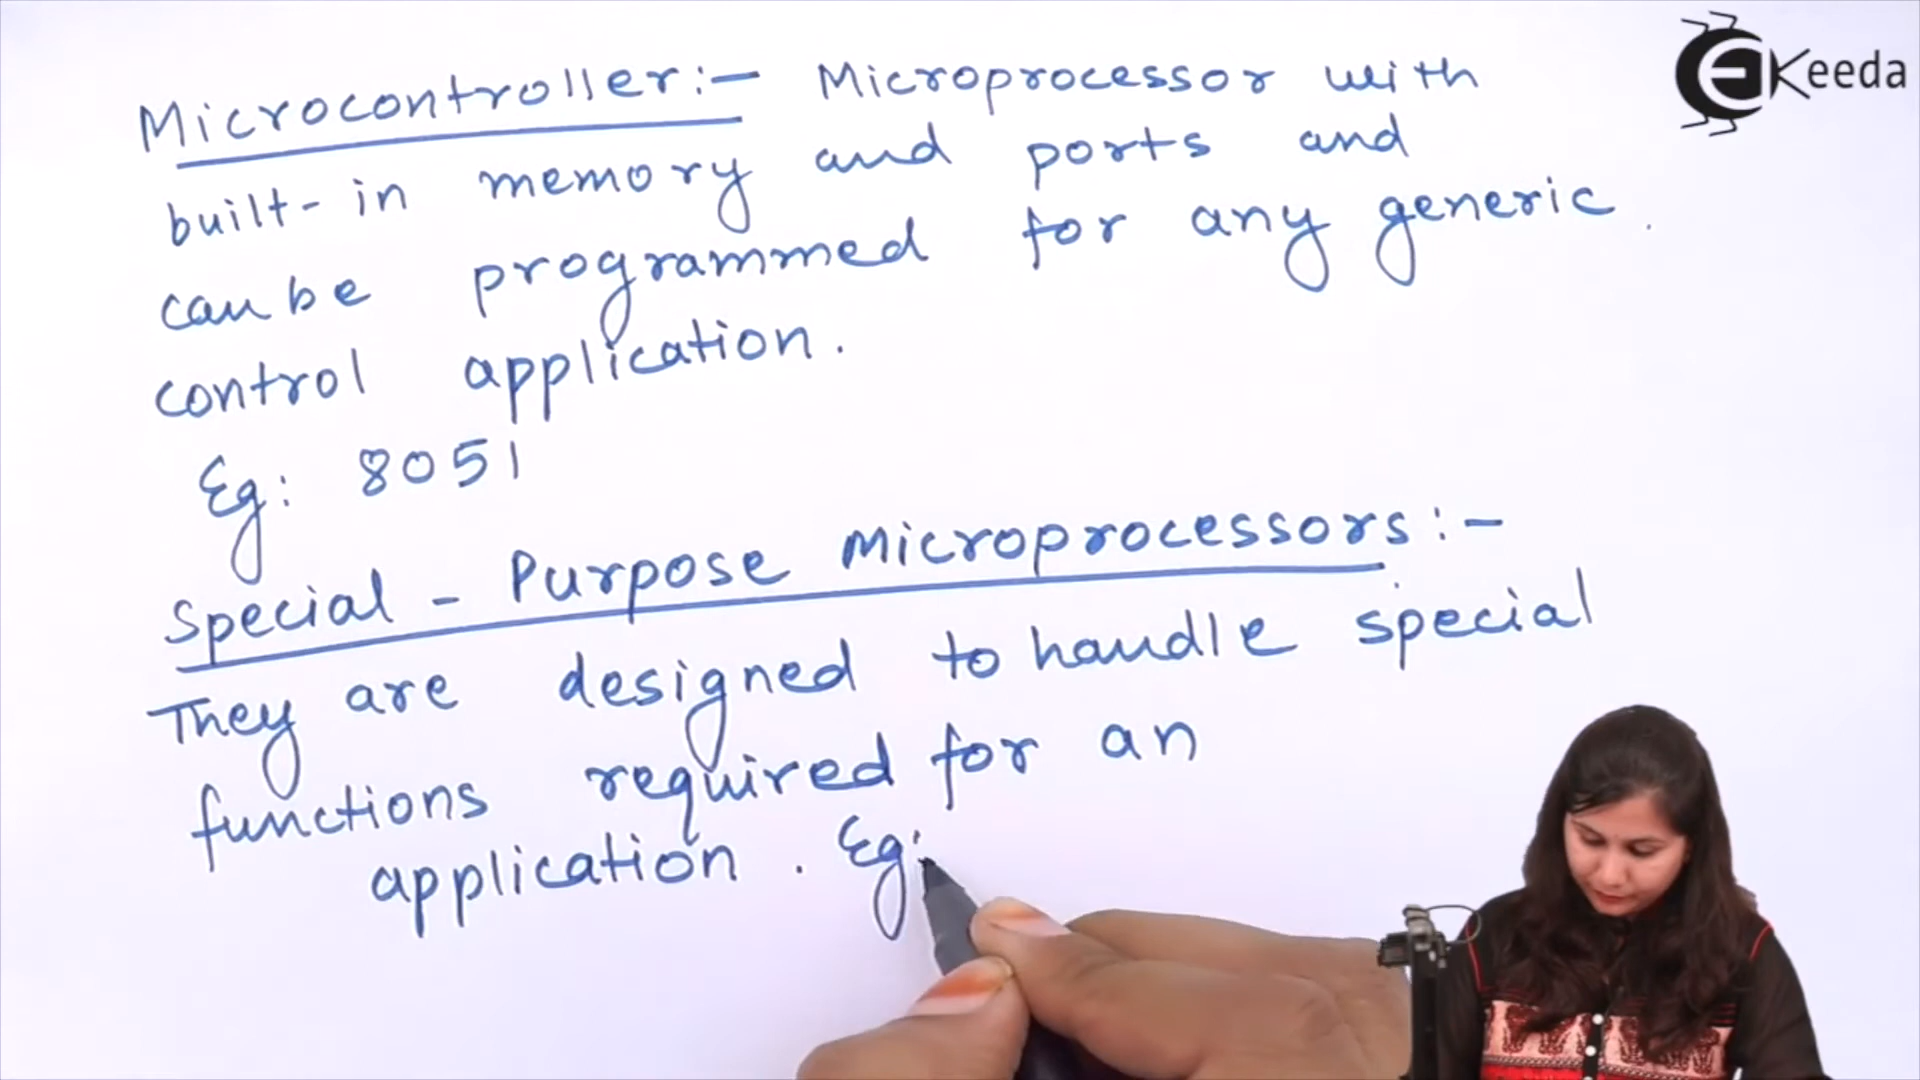 Microcontroller:- Microprocessor with
built-in memory and ports and
can be programmed for any generic
control application.
Eg: 8051
Special - Purpose Microprocessors:-
They are designed to handle special
functions required for an
application. Eg:
EKeeda